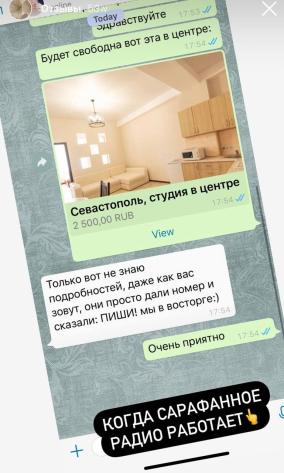 Отзывы
Today
Здравствуйте
17:53
Будет свободна вот эта в центре:
17:54
Севастополь, студия в центре
2 500,00 RUB
17:54
View
Только вот не знаю
подробностей, даже как вас
зовут, они просто дали номер и
сказали: ПИШИ! мы в восторге:)
17:54
Очень приятно
17:54
КОГДА САРАФАННОЕ
РАДИО РАБОТАЕТ